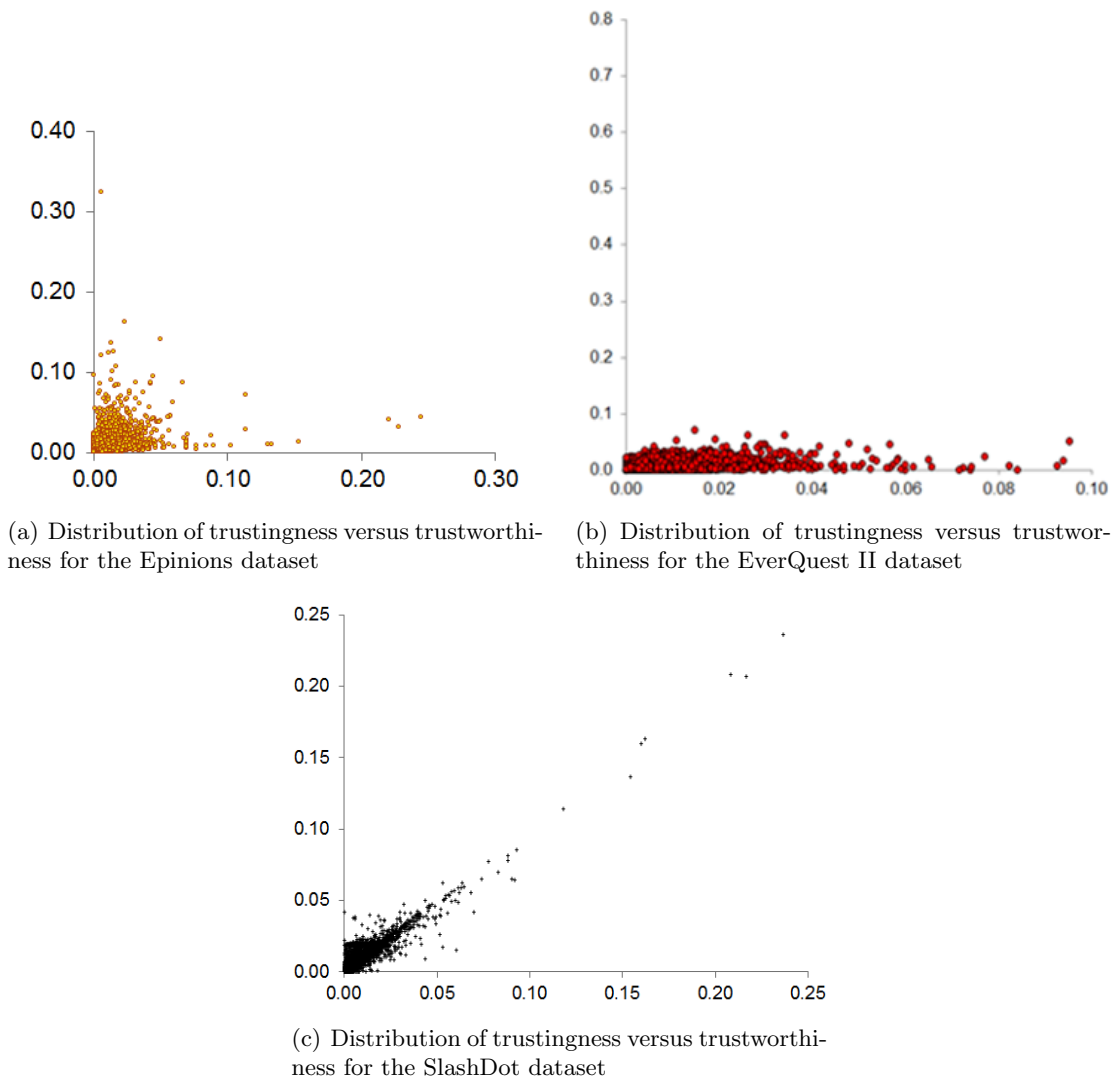 0.40
0.30
0.20
0.10
0.00
0.00 0.10 0.20 0.30
(a) Distribution of trustingness versus trustworthi-
ness for the Epinions dataset
0.8
0.7
0.6
0.5
0.4
0.3
0.2
0.1
0.0
0.00 0.02 0.04 0.06 0.08 0.10
(b) Distribution of trustingness versus trustwor-
thiness for the EverQuest II dataset
0.25
0.20
0.15
0.10
0.05
0.00
0.00 0.05 0.10 0.15 0.20 0.25
(c) Distribution of trustingness versus trustworthi-
ness for the SlashDot dataset